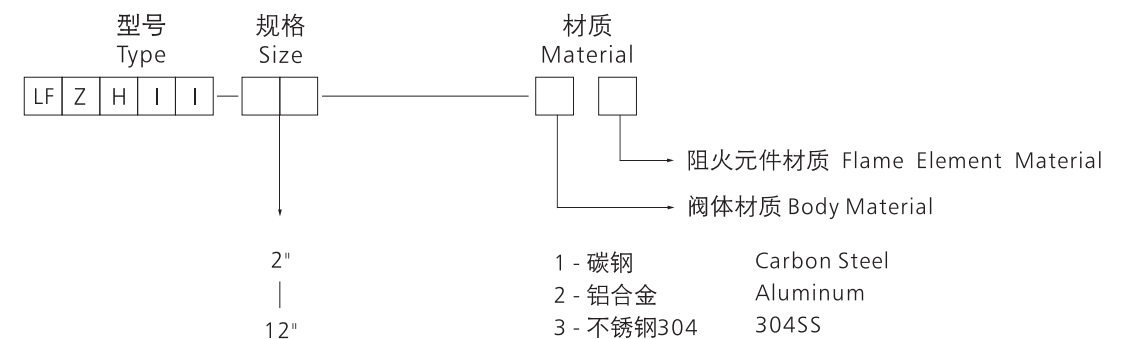 型号 规格 材质
Type Size Material
LF Z H I I
阻火元件材质 Flame Element Material
阀体材质 Body Material
2" 1 - 碳钢 Carbon Steel
2 - 铝合金 Aluminum
12" 3 - 不锈钢304 304SS